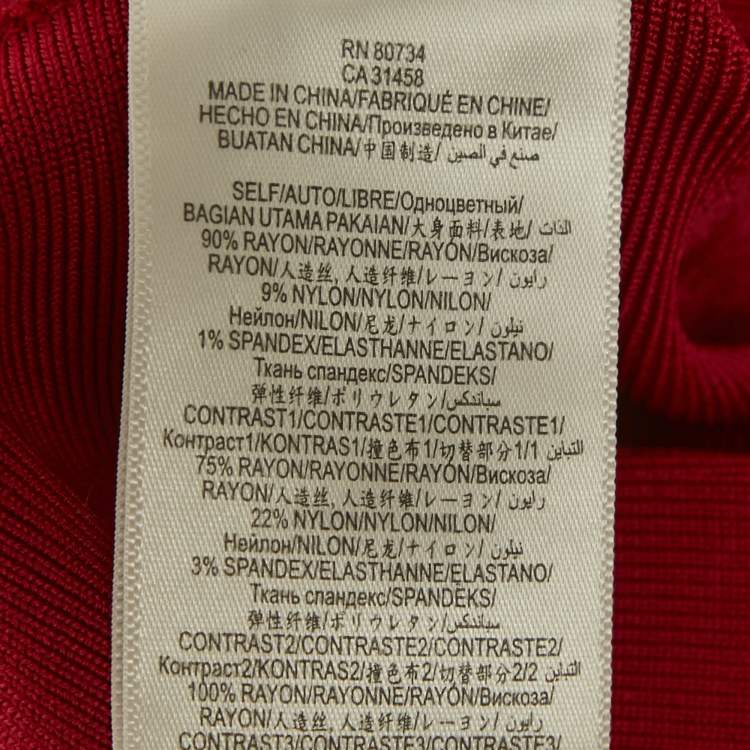 RN 80734
CA 31458
MADE IN CHINA/FABRIQUÉ EN CHINE/
HECHO EN CHINA/Произведено в Китае/
BUATAN CHINA/中国制造/ صنع في الصين
SELF/AUTO/LIBRE/Одноцветный/
BAGIAN UTAMA PAKAIAN/大身面料/表地/ الذات
90% RAYON/RAYONNE/RAYÓN/Вискоза/
RAYON/人造丝, 人造纤维/レーヨン/ رايون
9% NYLON/NYLON/NILON/
Нейлон/NILON/尼龙/ナイロン/ نيلون
1% SPANDEX/ELASTHANNE/ELASTANO/
Ткань спандекс/SPANDEKS/
弹性纤维/ポリウレタン/سباندكس
CONTRAST1/CONTRASTE1/CONTRASTE1/
Контраст1/KONTRAS1/撞色布1/切替部分1/1 التباين
75% RAYON/RAYONNE/RAYÓN/Вискоза/
RAYON/人造丝, 人造纤维/レーヨン/ رايون
22% NYLON/NYLON/NILON/
Нейлон/NILON/尼龙/ナイロン/ نيلون
3% SPANDEX/ELASTHANNE/ELASTANO/
Ткань спандекс/SPANDEKS/
弹性纤维/ポリウレタン/سباندكس
CONTRAST2/CONTRASTE2/CONTRASTE2/
Контраст2/KONTRAS2/撞色布2/切替部分2/2 التباين
100% RAYON/RAYONNE/RAYÓN/Вискоза/
RAYON/人造丝, 人造纤维/レーヨン/ رايون
CONTRAST3/CONTRASTE3/CONTRASTE3/